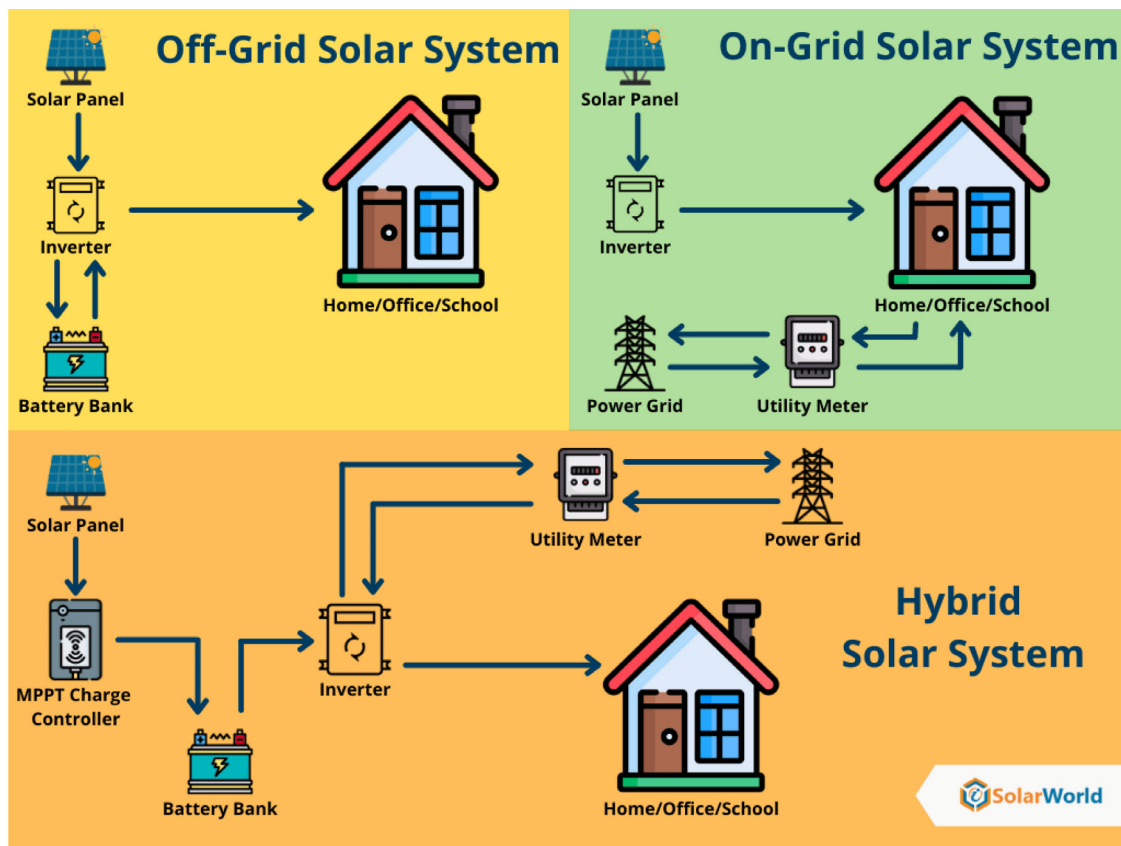 Off-Grid Solar System
Solar Panel
Inverter
Home/Office/School
Battery Bank
On-Grid Solar System
Solar Panel
Inverter
Home/Office/School
Power Grid
Utility Meter
Solar Panel
Utility Meter
Power Grid
Hybrid
Solar System
MPPT Charge
Controller
Inverter
Battery Bank
Home/Office/School
SolarWorld